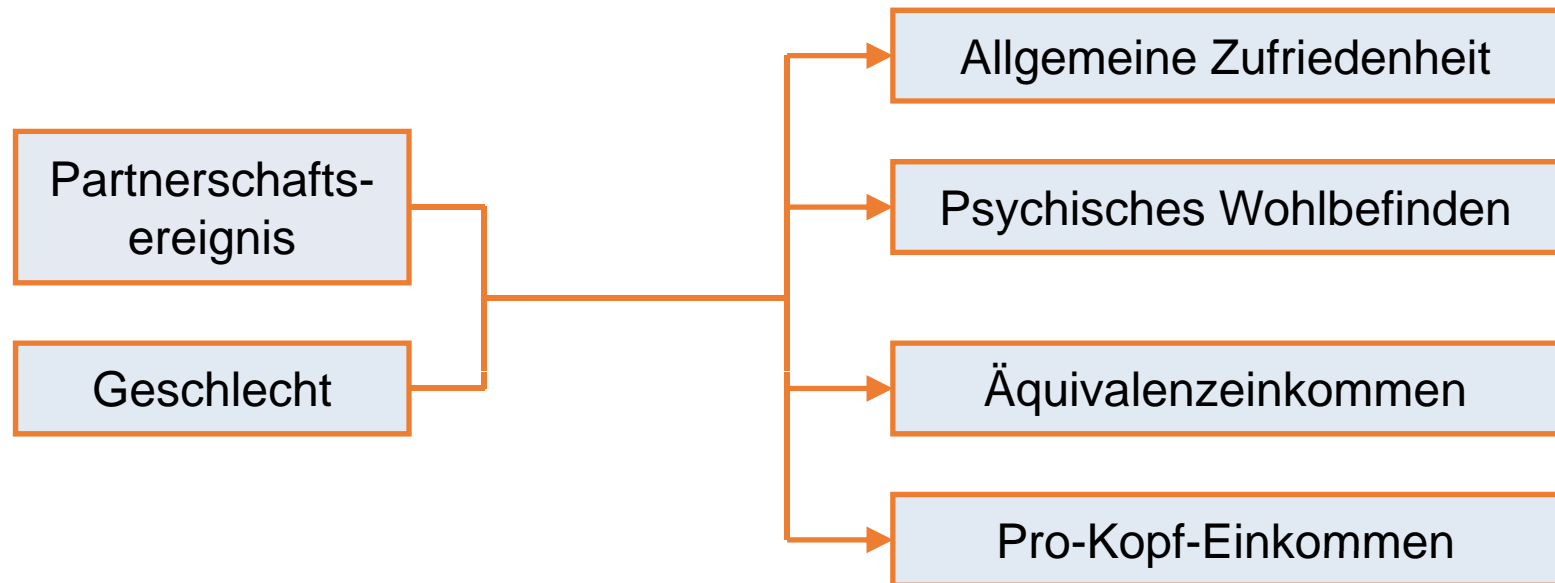 Partnerschafts-
ereignis
Geschlecht
Allgemeine Zufriedenheit
Psychisches Wohlbefinden
Äquivalenzeinkommen
Pro-Kopf-Einkommen